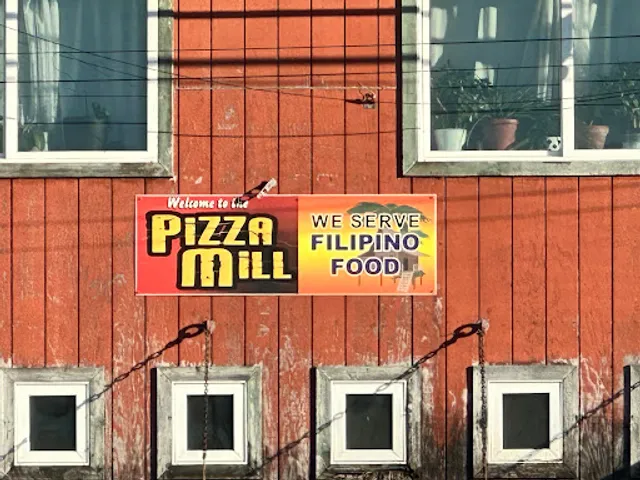 Welcome to the
PIZZA
MILL
WE SERVE
FILIPINO
FOOD